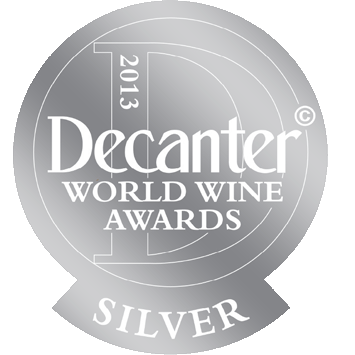 2013
Decanter©
WORLD WINE
AWARDS
SILVER